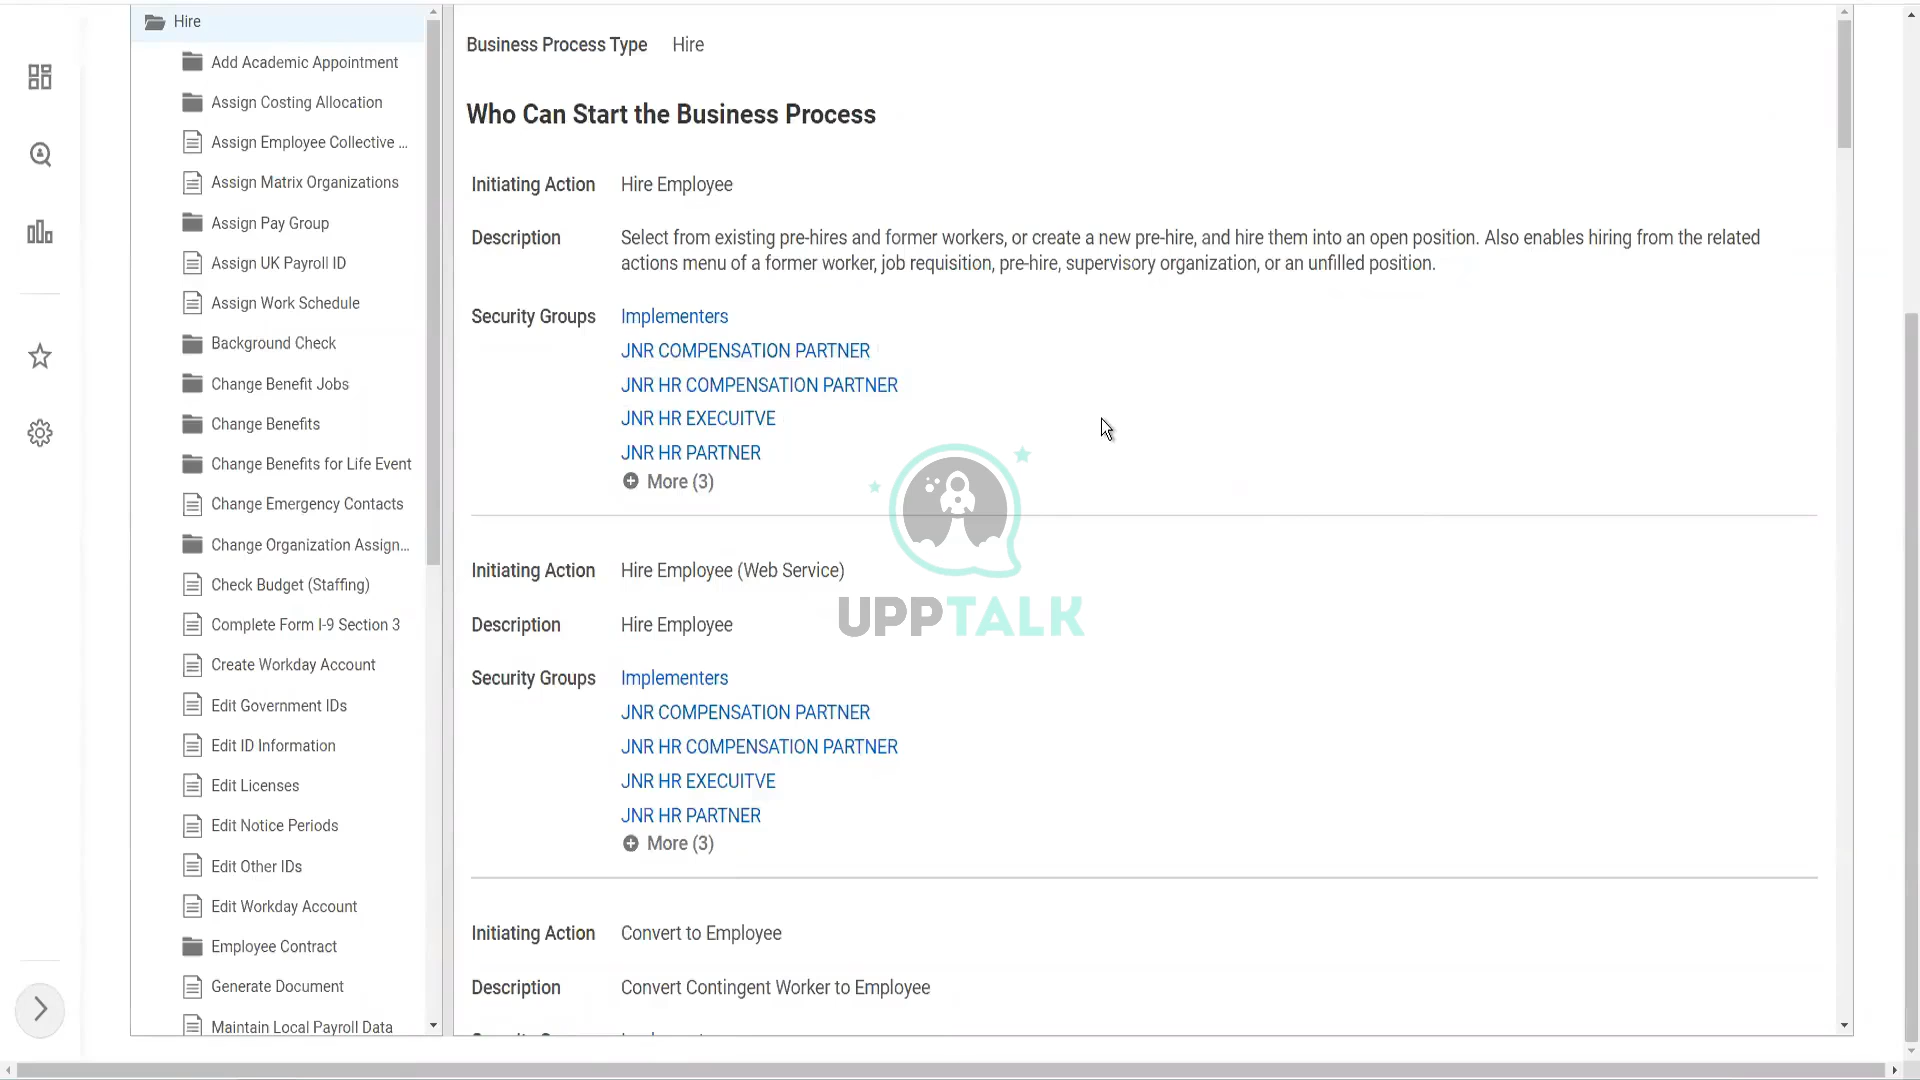 Hire
Add Academic Appointment
Assign Costing Allocation
Assign Employee Collective ...
Assign Matrix Organizations
Assign Pay Group
Assign UK Payroll ID
Assign Work Schedule
Background Check
Change Benefit Jobs
Change Benefits
Change Benefits for Life Event
Change Emergency Contacts
Change Organization Assign...
Check Budget (Staffing)
Complete Form I-9 Section 3
Create Workday Account
Edit Government IDs
Edit ID Information
Edit Licenses
Edit Notice Periods
Edit Other IDs
Edit Workday Account
Employee Contract
Generate Document
Maintain Local Payroll Data
Business Process Type Hire
Who Can Start the Business Process
Initiating Action Hire Employee
Description Select from existing pre-hires and former workers, or create a new pre-hire, and hire them into an open position. Also enables hiring from the related
actions menu of a former worker, job requisition, pre-hire, supervisory organization, or an unfilled position.
Security Groups Implementers
JNR COMPENSATION PARTNER
JNR HR COMPENSATION PARTNER
JNR HR EXECUITVE
JNR HR PARTNER
More (3)
Initiating Action Hire Employee (Web Service)
Description Hire Employee
UPPTALK
Security Groups Implementers
JNR COMPENSATION PARTNER
JNR HR COMPENSATION PARTNER
JNR HR EXECUITVE
JNR HR PARTNER
More (3)
Initiating Action Convert to Employee
Description Convert Contingent Worker to Employee